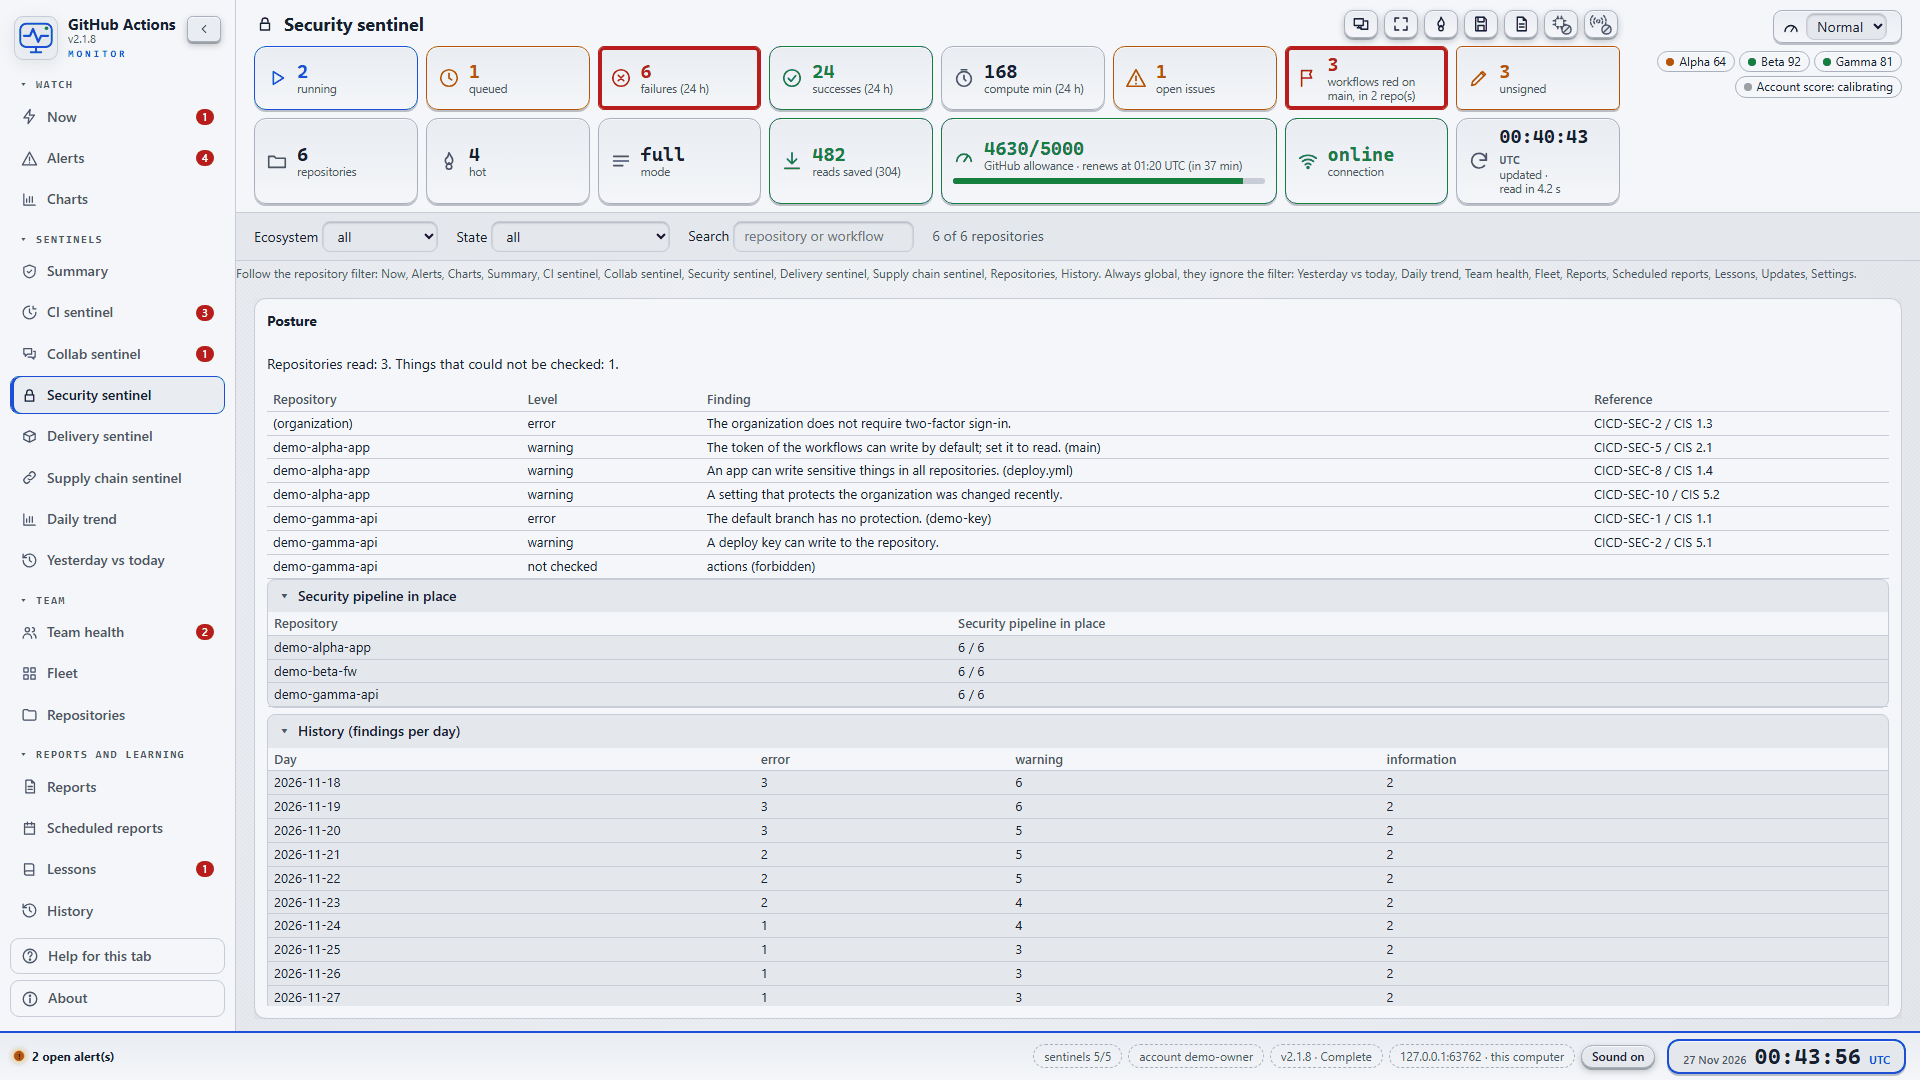 GitHub Actions
v2.1.8
MONITOR
WATCH
Now 1
Alerts 4
Charts
SENTINELS
Summary
CI sentinel 3
Collab sentinel 1
Security sentinel
Delivery sentinel
Supply chain sentinel
Daily trend
Yesterday vs today
TEAM
Team health 2
Fleet
Repositories
REPORTS AND LEARNING
Reports
Scheduled reports
Lessons 1
History
Help for this tab
About
Security sentinel
Normal
2
running
1
queued
6
failures (24 h)
24
successes (24 h)
168
compute min (24 h)
1
open issues
3
workflows red on
main, in 2 repo(s)
3
unsigned
Alpha 64 Beta 92 Gamma 81
Account score: calibrating
6
repositories
4
hot
full
mode
482
reads saved (304)
4630/5000
GitHub allowance · renews at 01:20 UTC (in 37 min)
online
connection
00:40:43
UTC
updated ·
read in 4.2 s
Ecosystem all State all Search repository or workflow 6 of 6 repositories
Follow the repository filter: Now, Alerts, Charts, Summary, CI sentinel, Collab sentinel, Security sentinel, Delivery sentinel, Supply chain sentinel, Repositories, History. Always global, they ignore the filter: Yesterday vs today, Daily trend, Team health, Fleet, Reports, Scheduled reports, Lessons, Updates, Settings.
Posture
Repositories read: 3. Things that could not be checked: 1.
Repository Level Finding Reference
(organization) error The organization does not require two-factor sign-in. CICD-SEC-2 / CIS 1.3
demo-alpha-app warning The token of the workflows can write by default; set it to read. (main) CICD-SEC-5 / CIS 2.1
demo-alpha-app warning An app can write sensitive things in all repositories. (deploy.yml) CICD-SEC-8 / CIS 1.4
demo-alpha-app warning A setting that protects the organization was changed recently. CICD-SEC-10 / CIS 5.2
demo-gamma-api error The default branch has no protection. (demo-key) CICD-SEC-1 / CIS 1.1
demo-gamma-api warning A deploy key can write to the repository. CICD-SEC-2 / CIS 5.1
demo-gamma-api not checked actions (forbidden)
Security pipeline in place
Repository Security pipeline in place
demo-alpha-app 6 / 6
demo-beta-fw 6 / 6
demo-gamma-api 6 / 6
History (findings per day)
Day error warning information
2026-11-18 3 6 2
2026-11-19 3 6 2
2026-11-20 3 5 2
2026-11-21 2 5 2
2026-11-22 2 5 2
2026-11-23 2 4 2
2026-11-24 1 4 2
2026-11-25 1 3 2
2026-11-26 1 3 2
2026-11-27 1 3 2
2 open alert(s)
sentinels 5/5
account demo-owner
v2.1.8 · Complete
127.0.0.1:63762 · this computer
Sound on
27 Nov 2026 00:43:56 UTC